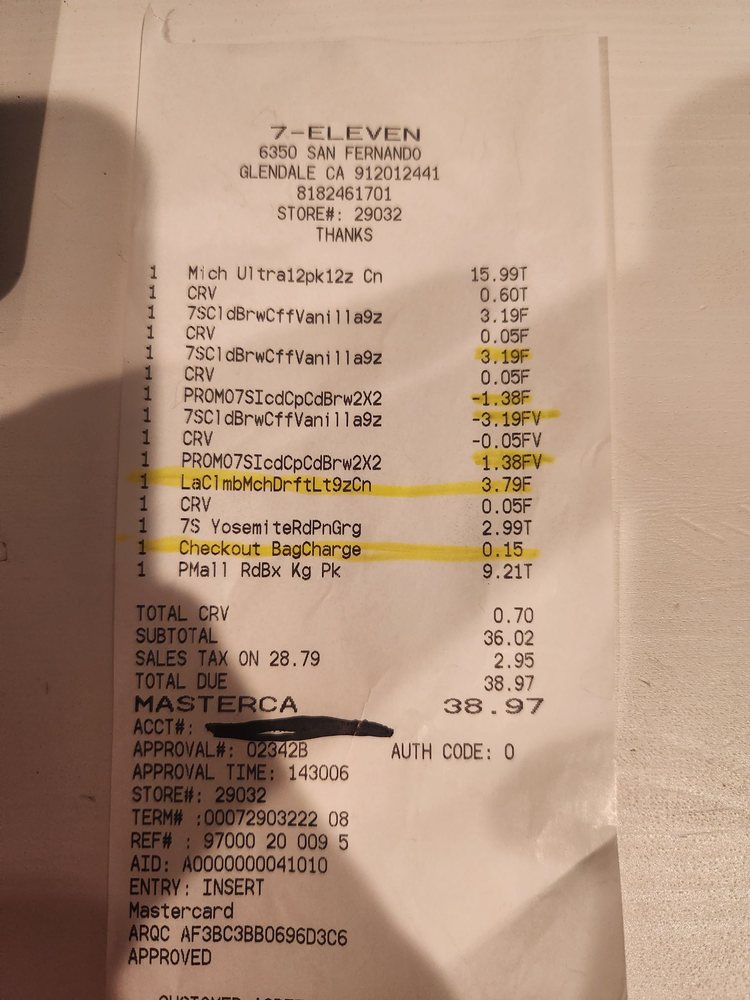 7-ELEVEN
6350 SAN FERNANDO
GLENDALE CA 912012441
8182461701
STORE#: 29032
THANKS
1 Mich Ultra12pk12z Cn 15.99T
1 CRV 0.60T
1 7SCldBrwCffVanilla9z 3.19F
1 CRV 0.05F
1 7SCldBrwCffVanilla9z 3.19F
1 CRV 0.05F
1 PROMO7SIcdCpCdBrw2X2 -1.38F
1 7SCldBrwCffVanilla9z -3.19FV
1 CRV -0.05FV
1 PROMO7SIcdCpCdBrw2X2 1.38FV
1 LaClmbMchDrftLt9zCn 3.79F
1 CRV 0.05F
1 7S YosemiteRdPnGrg 2.99T
1 Checkout BagCharge 0.15
1 PMall RdBx Kg Pk 9.21T
TOTAL CRV 0.70
SUBTOTAL 36.02
SALES TAX ON 28.79 2.95
TOTAL DUE 38.97
MASTERCA 38.97
ACCT#:
APPROVAL#: 02342B AUTH CODE: 0
APPROVAL TIME: 143006
STORE#: 29032
TERM# :00072903222 08
REF# : 97000 20 009 5
AID: A0000000041010
ENTRY: INSERT
Mastercard
ARQC AF3BC3BB0696D3C6
APPROVED